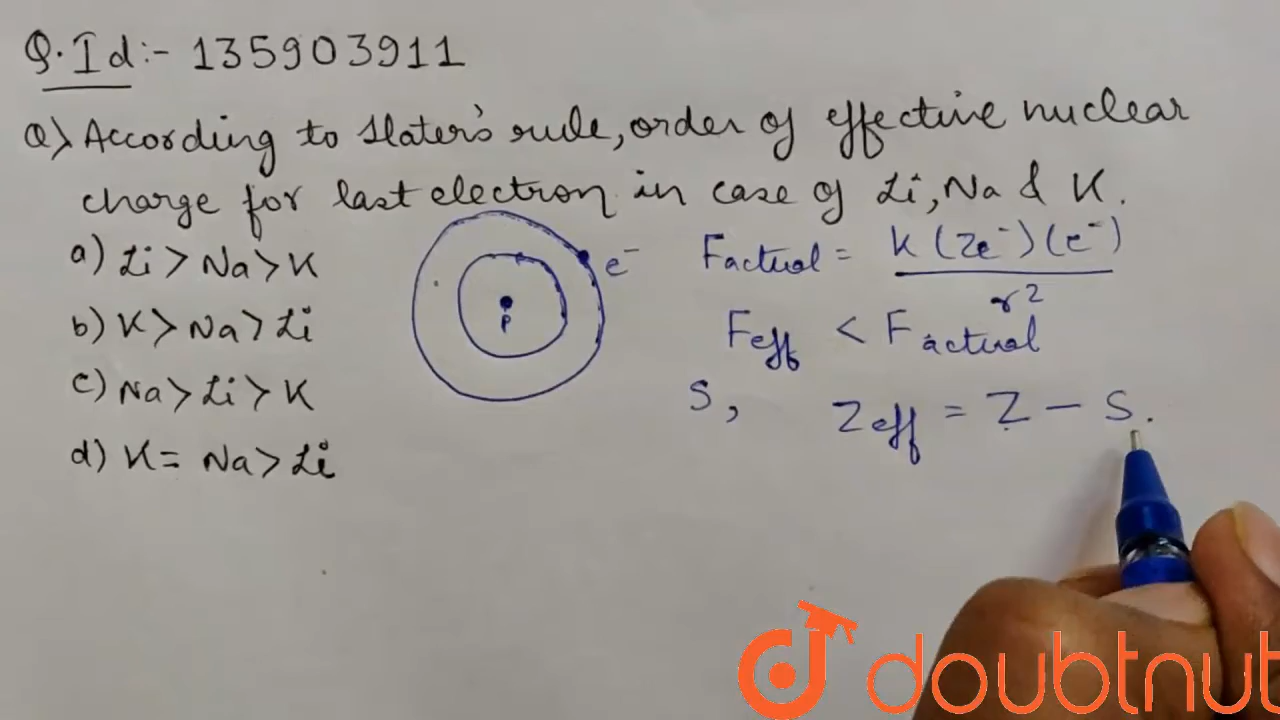 Q.Id:- 135903911
Q) According to Slater's rule, order of effective nuclear
charge for last electron in case of Li, Na & K.
a) Li > Na > K
b) K > Na > Li
c) Na > Li > K
d) K = Na > Li
e⁻
P
Factual = K(Ze⁻)(e⁻)
r²
Feff < Factual
S, Zeff = Z - S.
doubtnut